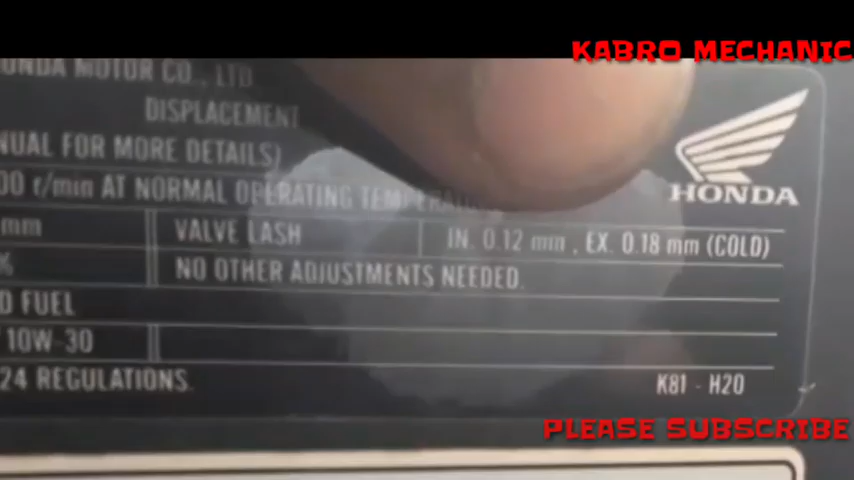 KABRO MECHANIC
HONDA MOTOR CO., LTD
DISPLACEMENT
NUAL FOR MORE DETAILS)
00 r/min AT NORMAL OPERATING TEMPERATU
HONDA
mm VALVE LASH IN. 0.12 mm , EX. 0.18 mm (COLD)
% NO OTHER ADJUSTMENTS NEEDED.
D FUEL
10W-30
24 REGULATIONS.
K81 - H20
PLEASE SUBSCRIBE